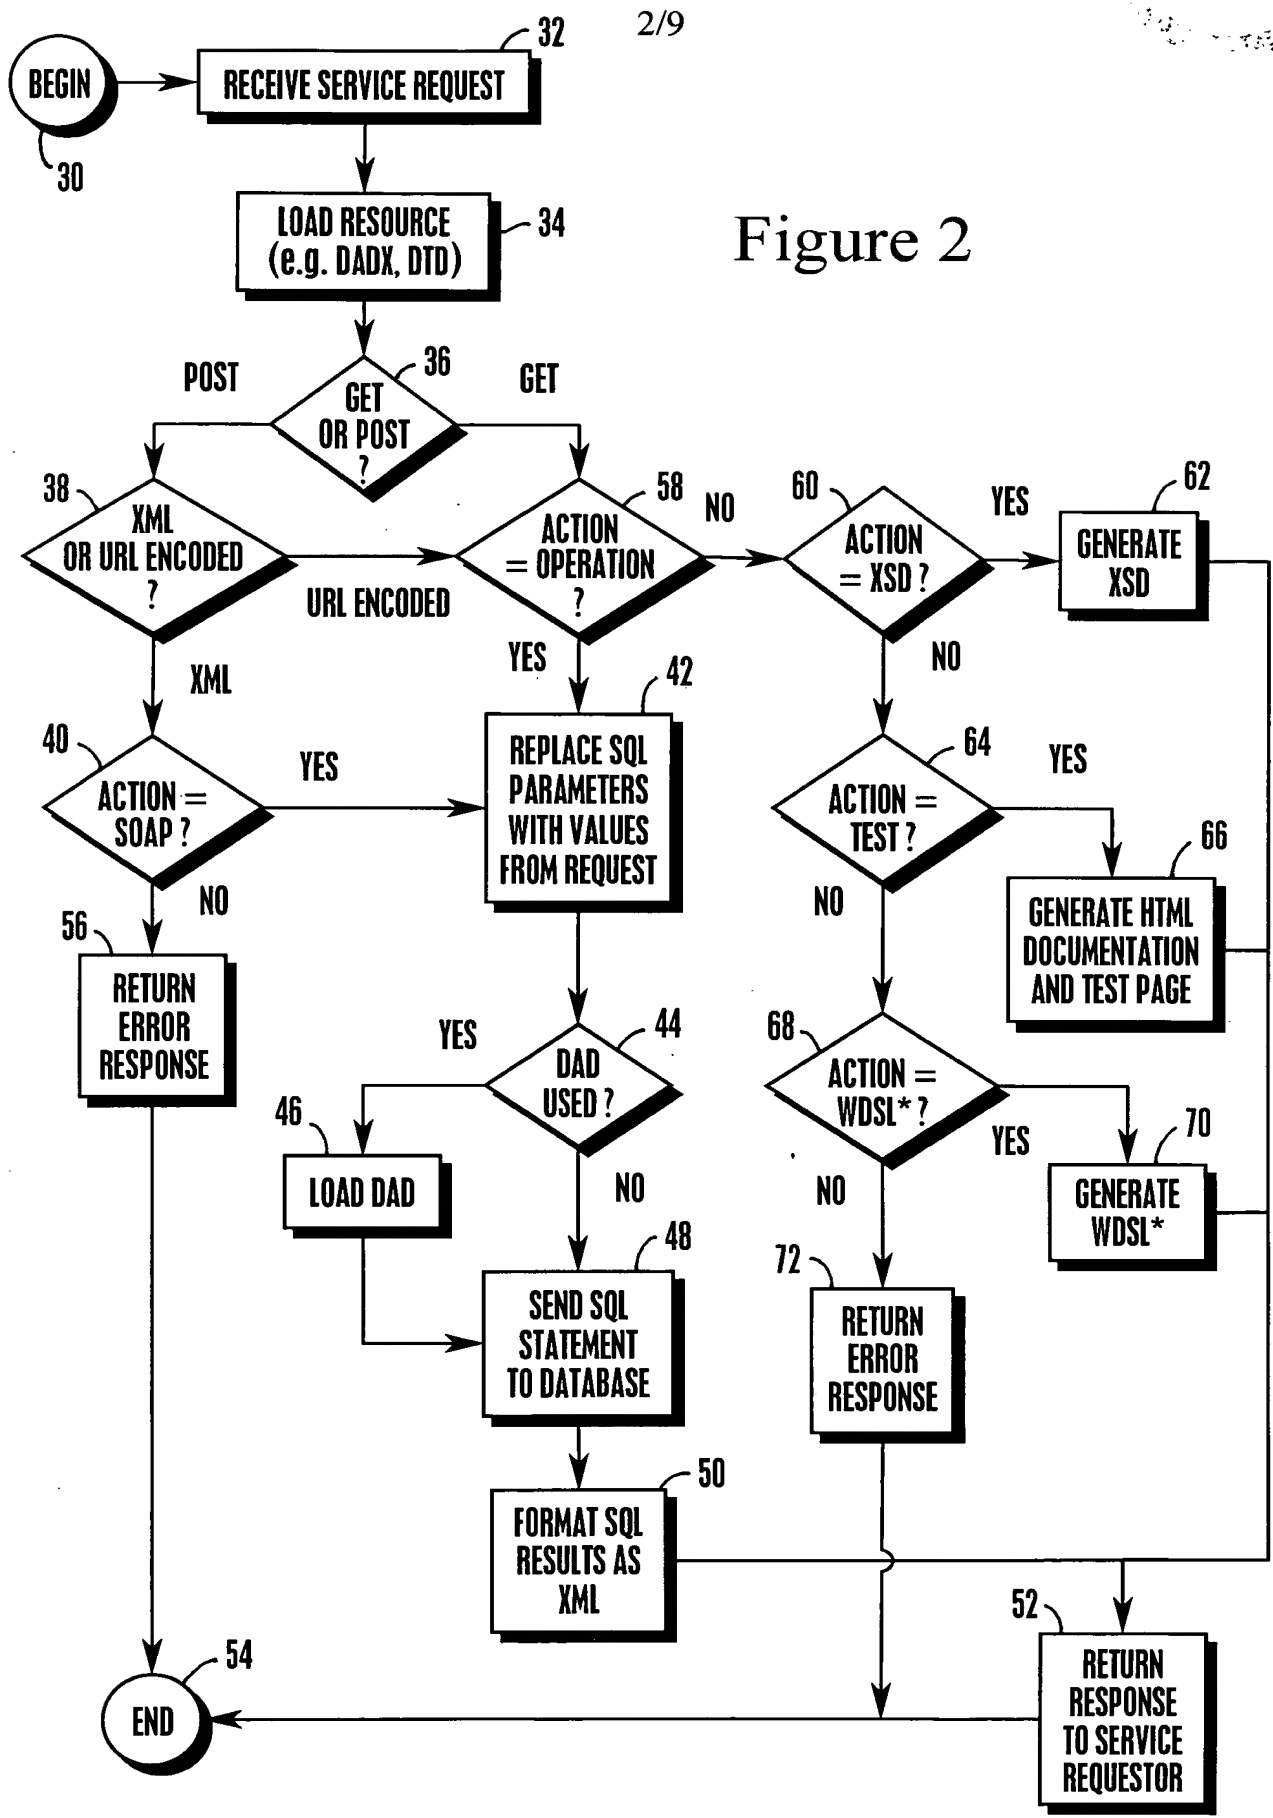 2/9
32
BEGIN
RECEIVE SERVICE REQUEST
30
LOAD RESOURCE
(e.g. DADX, DTD)
34
Figure 2
36
POST
GET
GET
OR POST
?
38
XML
OR URL ENCODED
?
URL ENCODED
58
ACTION
= OPERATION
?
NO
60
ACTION
= XSD ?
YES
62
GENERATE
XSD
XML
YES
NO
40
ACTION =
SOAP ?
YES
42
REPLACE SQL
PARAMETERS
WITH VALUES
FROM REQUEST
64
ACTION =
TEST ?
YES
66
GENERATE HTML
DOCUMENTATION
AND TEST PAGE
NO
NO
56
RETURN
ERROR
RESPONSE
YES
44
DAD
USED ?
68
ACTION =
WDSL* ?
YES
70
GENERATE
WDSL*
46
LOAD DAD
NO
NO
48
SEND SQL
STATEMENT
TO DATABASE
72
RETURN
ERROR
RESPONSE
50
FORMAT SQL
RESULTS AS
XML
52
RETURN
RESPONSE
TO SERVICE
REQUESTOR
54
END